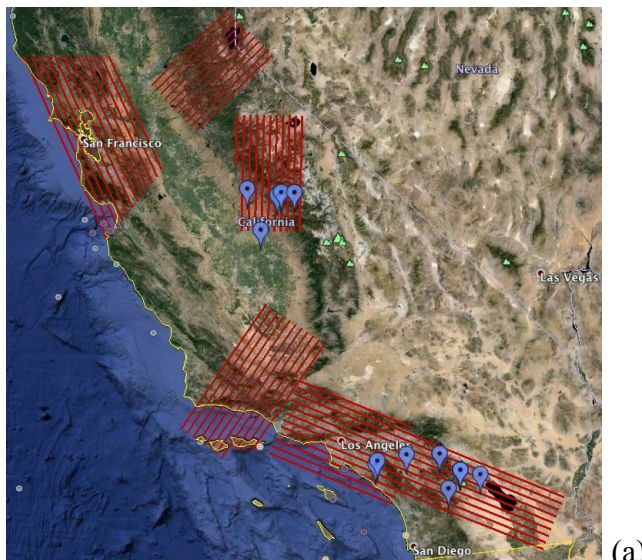 Nevada
San Francisco
California
Las Vegas
Los Angeles
San Diego
(a)